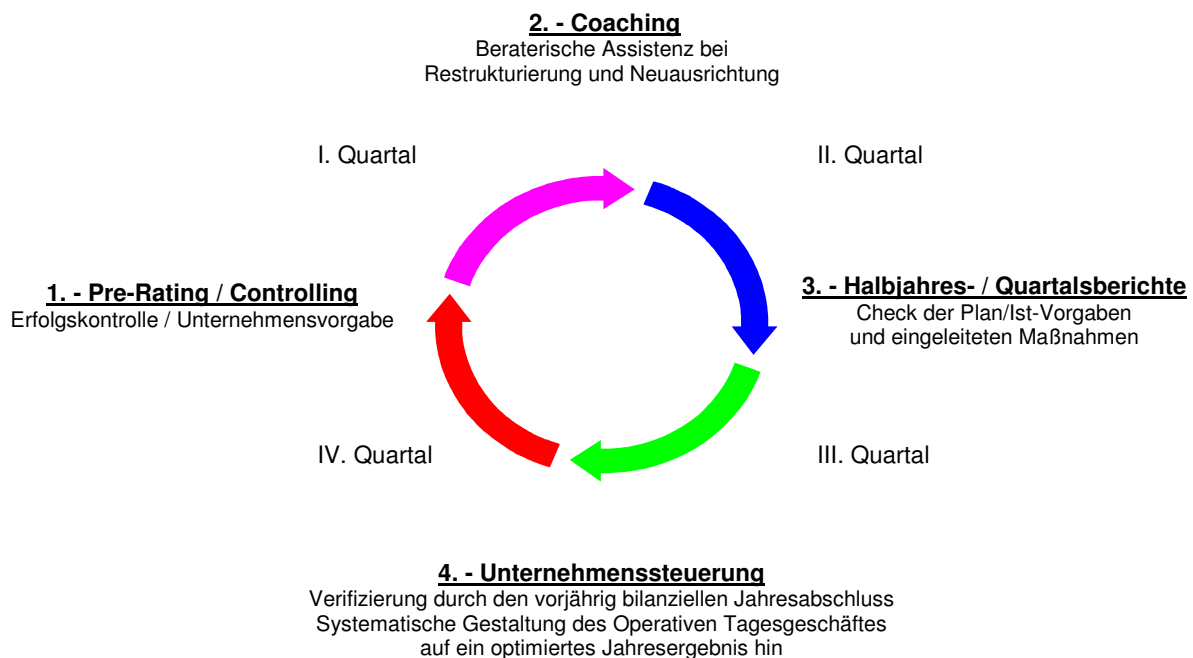 2. - Coaching
Beraterische Assistenz bei
Restrukturierung und Neuausrichtung
I. Quartal
II. Quartal
1. - Pre-Rating / Controlling
Erfolgskontrolle / Unternehmensvorgabe
3. - Halbjahres- / Quartalsberichte
Check der Plan/Ist-Vorgaben
und eingeleiteten Maßnahmen
IV. Quartal
III. Quartal
4. - Unternehmenssteuerung
Verifizierung durch den vorjährig bilanziellen Jahresabschluss
Systematische Gestaltung des Operativen Tagesgeschäftes
auf ein optimiertes Jahresergebnis hin